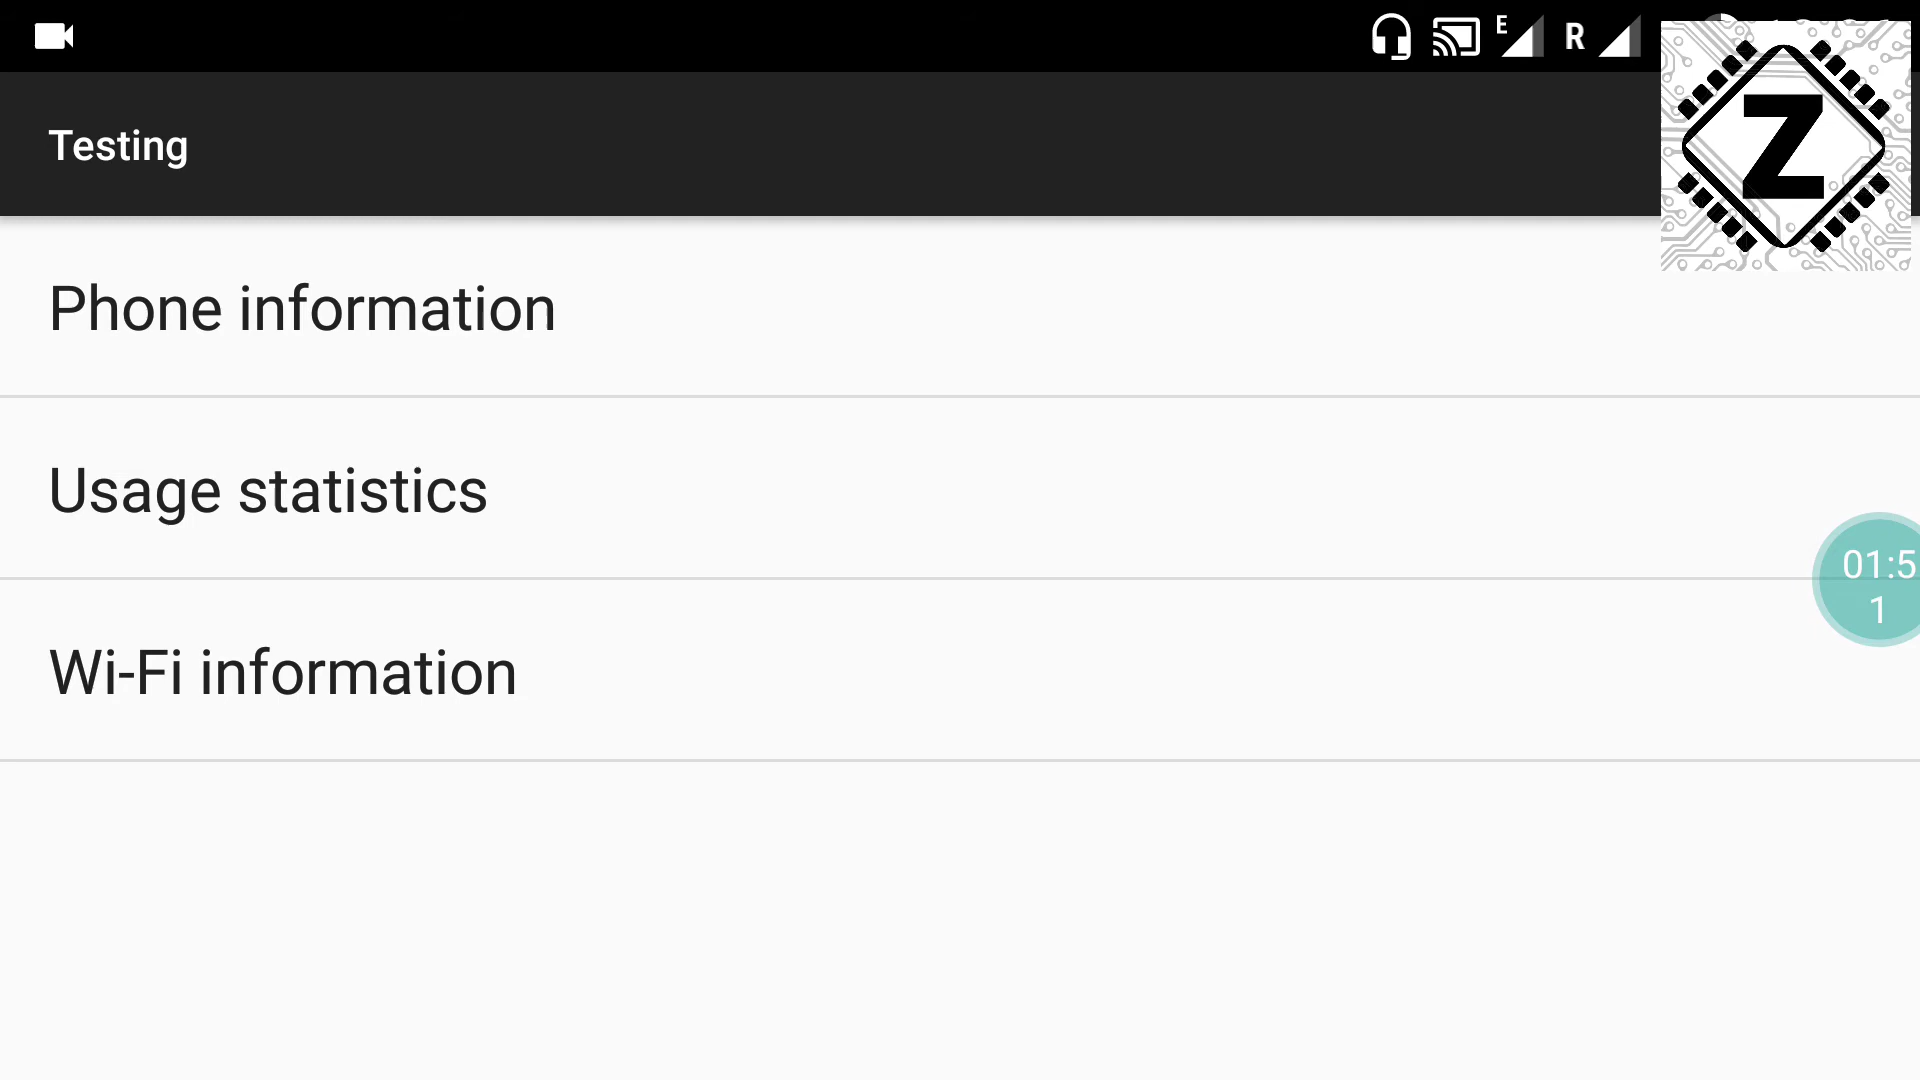 E
R
Z
Testing
Phone information
Usage statistics
Wi-Fi information
01:5
1